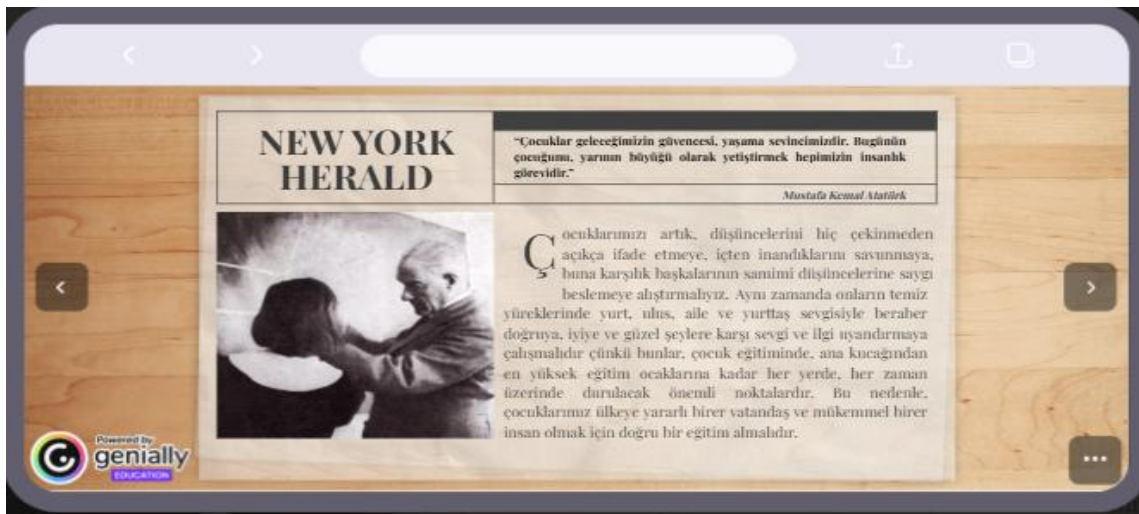 NEW YORK
HERALD
“Çocuklar geleceğimizin güvencesi, yaşama sevincimizdir. Bugünün
çocuğunu, yarının büyüğü olarak yetiştirmek hepimizin insanlık
görevidir.”
Mustafa Kemal Atatürk
Çocuklarımızı artık, düşüncelerini hiç çekinmeden
açıkça ifade etmeye, içten inandıklarını savunmaya,
buna karşılık başkalarının samimi düşüncelerine saygı
beslemeye alıştırmalıyız. Aynı zamanda onların temiz
yüreklerinde yurt, ulus, aile ve yurttaş sevgisiyle beraber
doğruya, iyiye ve güzel şeylere karşı sevgi ve ilgi uyandırmaya
çalışmalıdır çünkü bunlar, çocuk eğitiminde, ana kucağından
en yüksek eğitim ocaklarına kadar her yerde, her zaman
üzerinde durulacak önemli noktalardır. Bu nedenle,
çocuklarımız ülkeye yararlı birer vatandaş ve mükemmel birer
insan olmak için doğru bir eğitim almalıdır.
Powered by
genially
EDUCATION